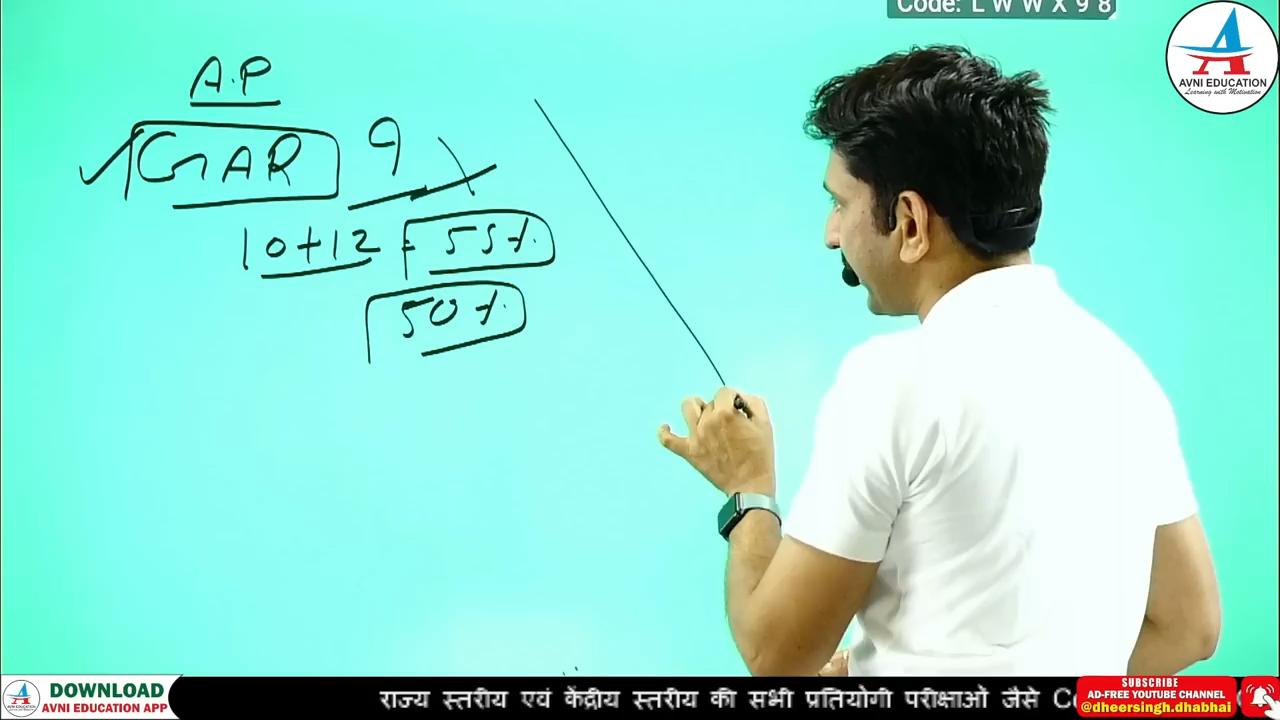 Code: L W W X 9 8
AVNI EDUCATION
Learning with Motivation
A.P
GAR 9
10+12 - 55%.
50%.
DOWNLOAD
AVNI EDUCATION APP
राज्य स्तरीय एवं केंद्रीय स्तरीय की सभी प्रतियोगी परीक्षाओं जैसे
SUBSCRIBE
AD-FREE YOUTUBE CHANNEL
@dheersingh.dhabhai